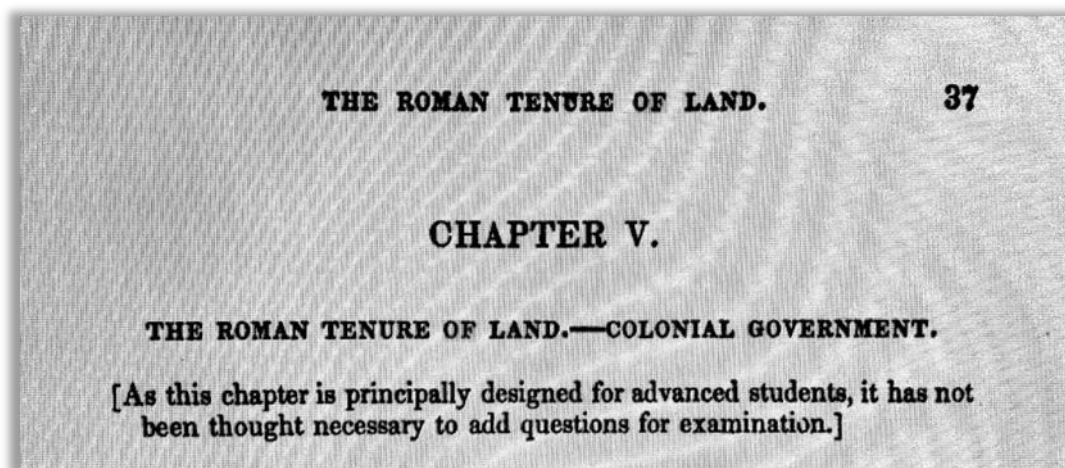 THE ROMAN TENURE OF LAND. 37
CHAPTER V.
THE ROMAN TENURE OF LAND.—COLONIAL GOVERNMENT.
[As this chapter is principally designed for advanced students, it has not
been thought necessary to add questions for examination.]